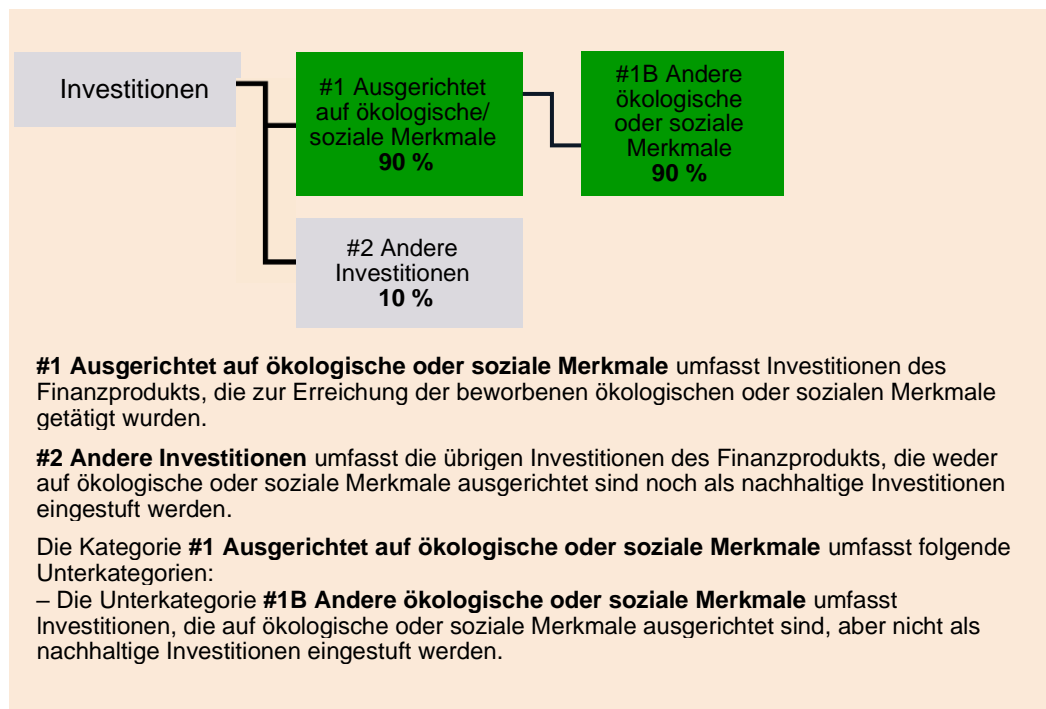 Investitionen
#1 Ausgerichtet
auf ökologische/
soziale Merkmale
90 %
#1B Andere
ökologische
oder soziale
Merkmale
90 %
#2 Andere
Investitionen
10 %
#1 Ausgerichtet auf ökologische oder soziale Merkmale umfasst Investitionen des
Finanzprodukts, die zur Erreichung der beworbenen ökologischen oder sozialen Merkmale
getätigt wurden.
#2 Andere Investitionen umfasst die übrigen Investitionen des Finanzprodukts, die weder
auf ökologische oder soziale Merkmale ausgerichtet sind noch als nachhaltige Investitionen
eingestuft werden.
Die Kategorie #1 Ausgerichtet auf ökologische oder soziale Merkmale umfasst folgende
Unterkategorien:
– Die Unterkategorie #1B Andere ökologische oder soziale Merkmale umfasst
Investitionen, die auf ökologische oder soziale Merkmale ausgerichtet sind, aber nicht als
nachhaltige Investitionen eingestuft werden.